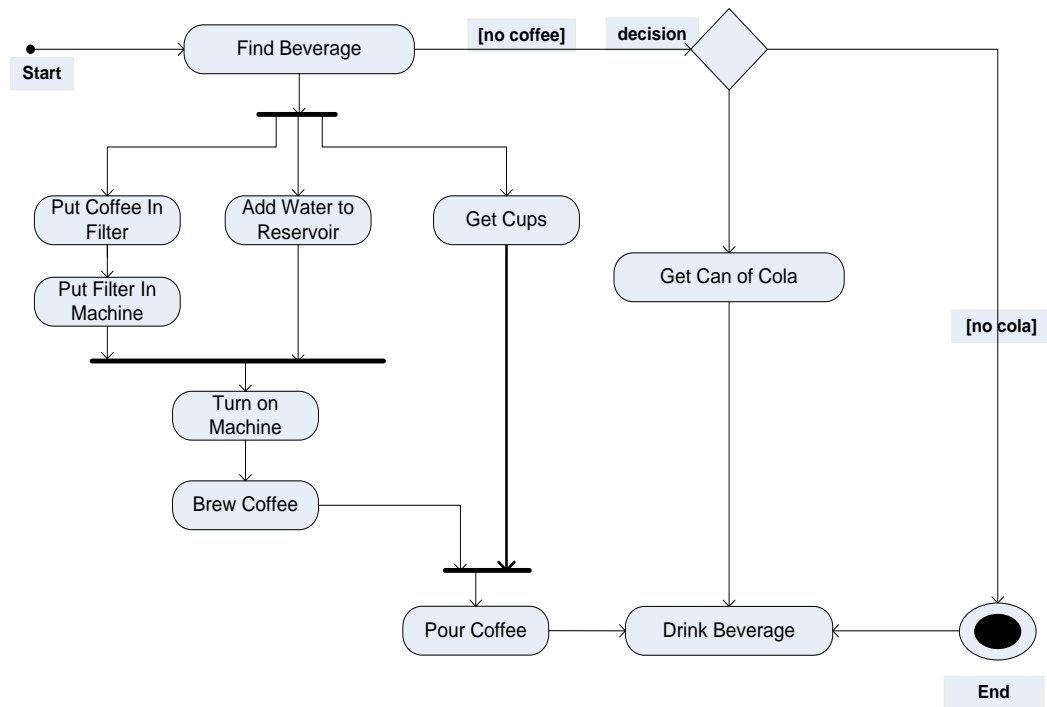 Find Beverage
[no coffee]
decision
Start
Put Coffee In
Filter
Add Water to
Reservoir
Get Cups
Get Can of Cola
Put Filter In
Machine
[no cola]
Turn on
Machine
Brew Coffee
Pour Coffee
Drink Beverage
End